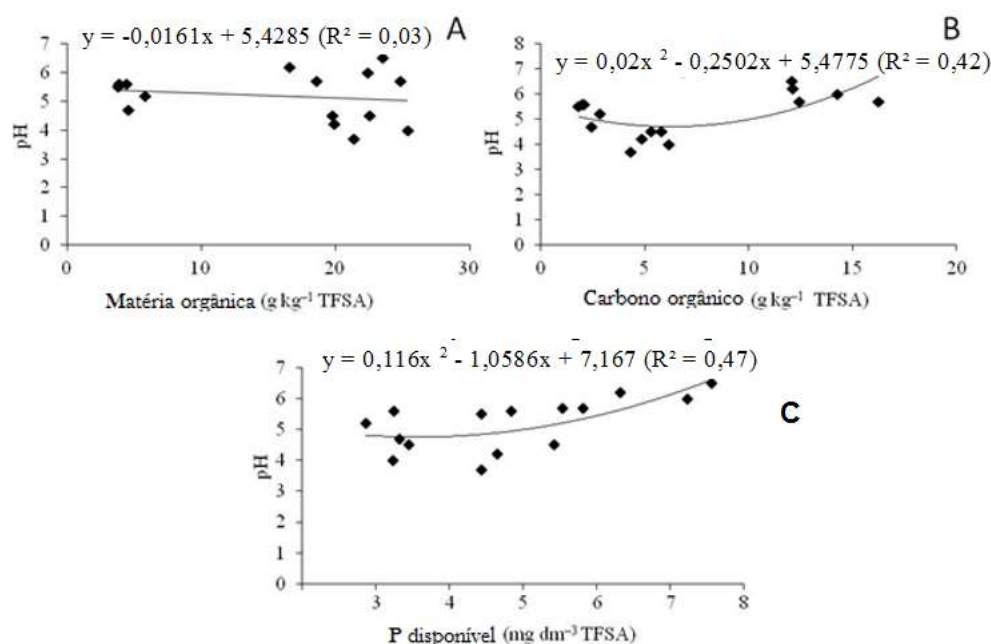 y = -0,0161x + 5,4285 (R² = 0,03)
A
7
6
5
4
3
2
1
0
pH
0 10 20 30
Matéria orgânica (g kg⁻¹ TFSA)
B
y = 0,02x² - 0,2502x + 5,4775 (R² = 0,42)
8
7
6
5
4
3
2
1
0
pH
0 5 10 15 20
Carbono orgânico (g kg⁻¹ TFSA)
y = 0,116x² - 1,0586x + 7,167 (R² = 0,47)
C
7
6
5
4
3
2
1
0
pH
3 4 5 6 7 8
P disponível (mg dm⁻³ TFSA)